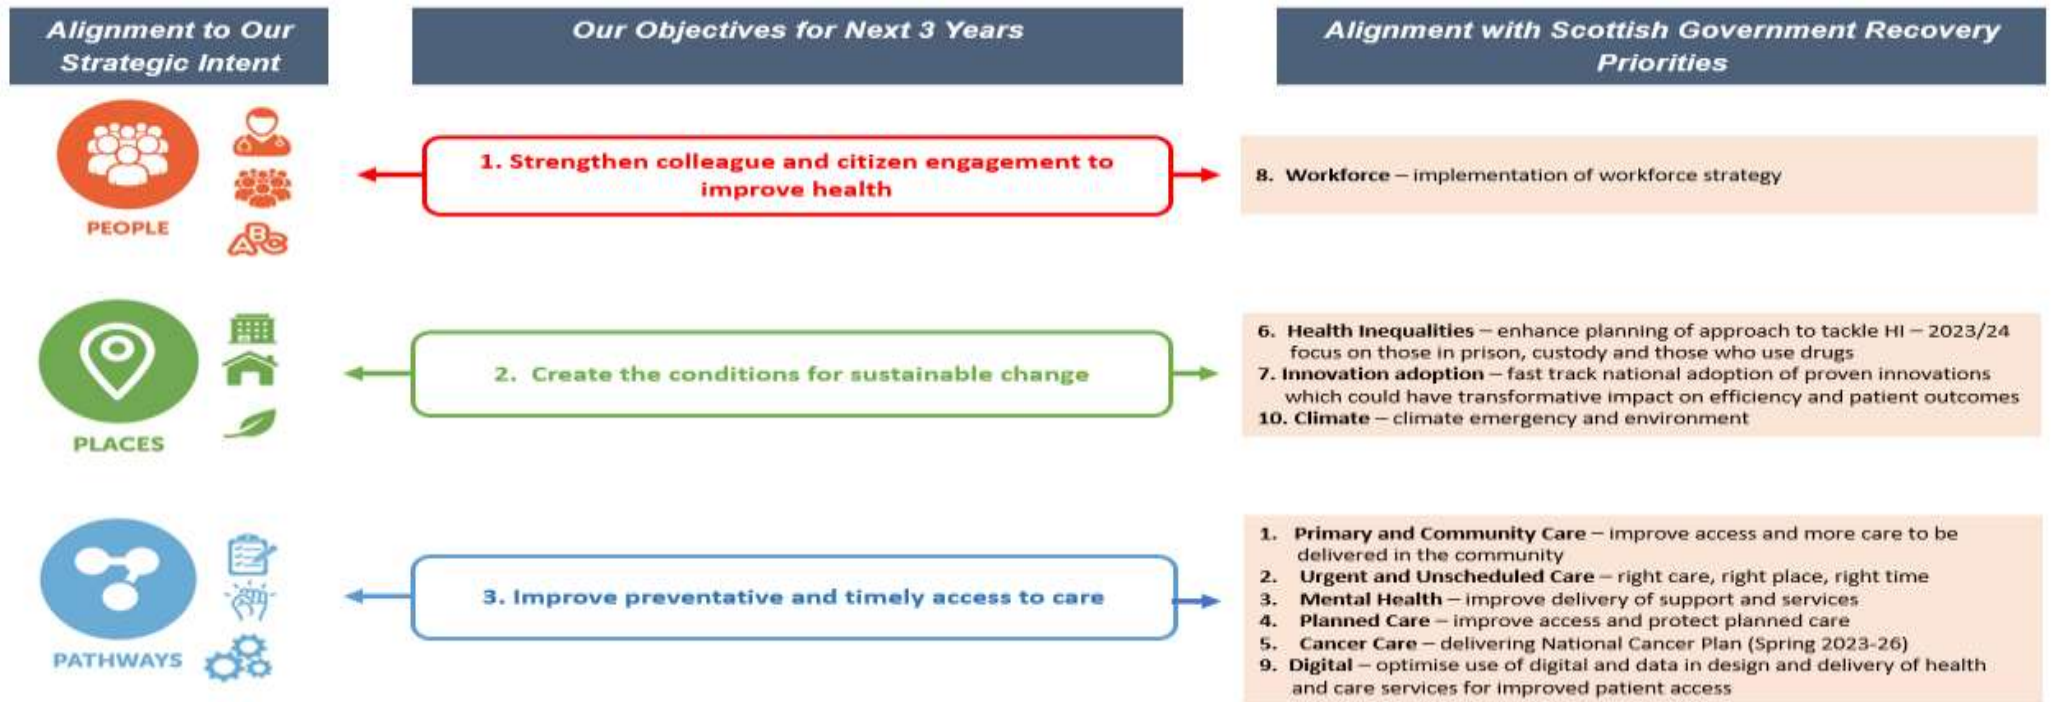 Alignment to Our
Strategic Intent
Our Objectives for Next 3 Years
Alignment with Scottish Government Recovery
Priorities
PEOPLE
ABC
1. Strengthen colleague and citizen engagement to
improve health
8. Workforce – implementation of workforce strategy
PLACES
2. Create the conditions for sustainable change
6. Health Inequalities – enhance planning of approach to tackle HI – 2023/24
focus on those in prison, custody and those who use drugs
7. Innovation adoption – fast track national adoption of proven innovations
which could have transformative impact on efficiency and patient outcomes
10. Climate – climate emergency and environment
PATHWAYS
3. Improve preventative and timely access to care
1. Primary and Community Care – improve access and more care to be
delivered in the community
2. Urgent and Unscheduled Care – right care, right place, right time
3. Mental Health – improve delivery of support and services
4. Planned Care – improve access and protect planned care
5. Cancer Care – delivering National Cancer Plan (Spring 2023-26)
9. Digital – optimise use of digital and data in design and delivery of health
and care services for improved patient access